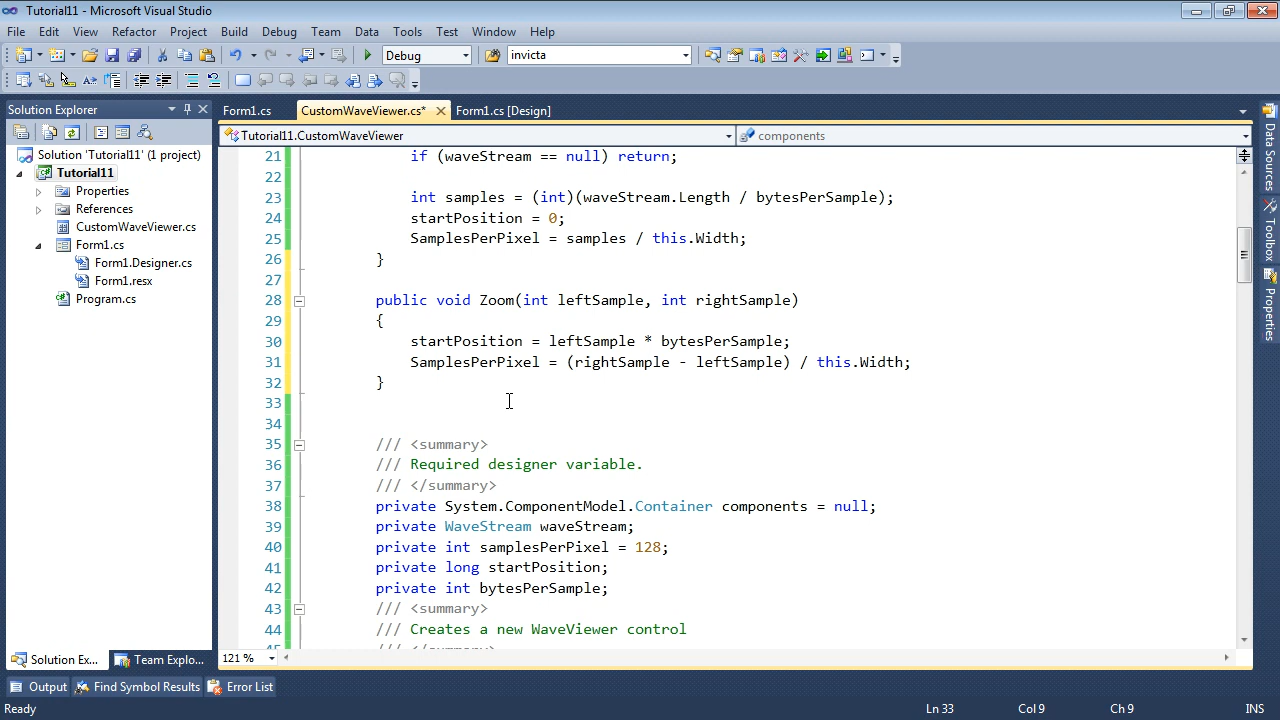 Tutorial11 - Microsoft Visual Studio
File Edit View Refactor Project Build Debug Team Data Tools Test Window Help
Debug invicta
Solution Explorer
Form1.cs CustomWaveViewer.cs* Form1.cs [Design]
Tutorial11.CustomWaveViewer components
Solution 'Tutorial11' (1 project)
Tutorial11
Properties
References
CustomWaveViewer.cs
Form1.cs
Form1.Designer.cs
Form1.resx
Program.cs
21 if (waveStream == null) return;
22
23 int samples = (int)(waveStream.Length / bytesPerSample);
24 startPosition = 0;
25 SamplesPerPixel = samples / this.Width;
26 }
27
28 public void Zoom(int leftSample, int rightSample)
29 {
30 startPosition = leftSample * bytesPerSample;
31 SamplesPerPixel = (rightSample - leftSample) / this.Width;
32 }
33
34
35 /// <summary>
36 /// Required designer variable.
37 /// </summary>
38 private System.ComponentModel.Container components = null;
39 private WaveStream waveStream;
40 private int samplesPerPixel = 128;
41 private long startPosition;
42 private int bytesPerSample;
43 /// <summary>
44 /// Creates a new WaveViewer control
45 /// </summary>
Data Sources
Toolbox
Properties
121 %
Solution Ex... Team Explo...
Output Find Symbol Results Error List
Ready Ln 33 Col 9 Ch 9 INS